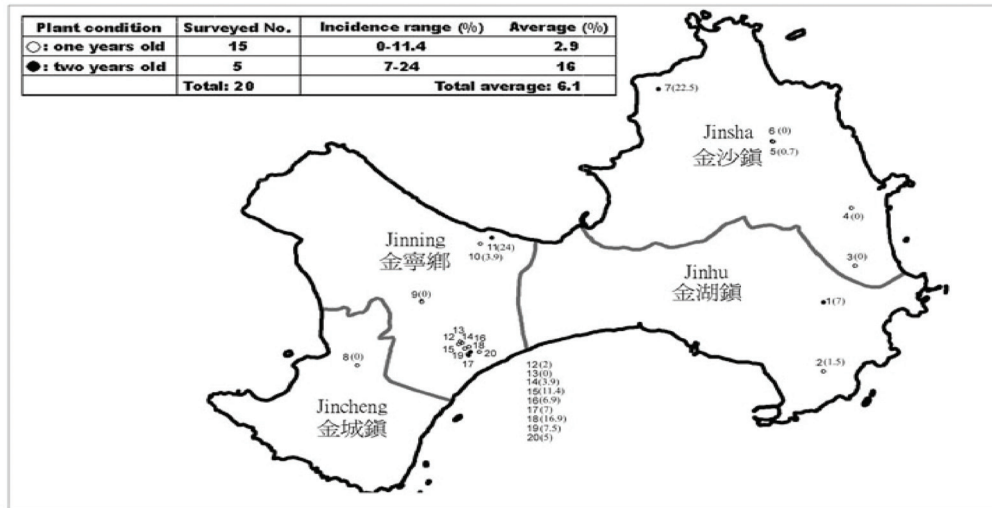 Plant condition Surveyed No. Incidence range (%) Average (%)
○: one years old 15 0-11.4 2.9
●: two years old 5 7-24 16
Total: 20 Total average: 6.1
7(22.5)
Jinsha
金沙鎮
6(0)
5(0.7)
4(0)
3(0)
Jinning
金寧鄉
11(24)
10(3.9)
9(0)
Jinhu
金湖鎮
1(7)
2(1.5)
8(0)
Jincheng
金城鎮
13
12 14 16
15 18
19 20
17
12(2)
13(0)
14(3.9)
15(11.4)
16(6.9)
17(7)
18(16.9)
19(7.5)
20(5)